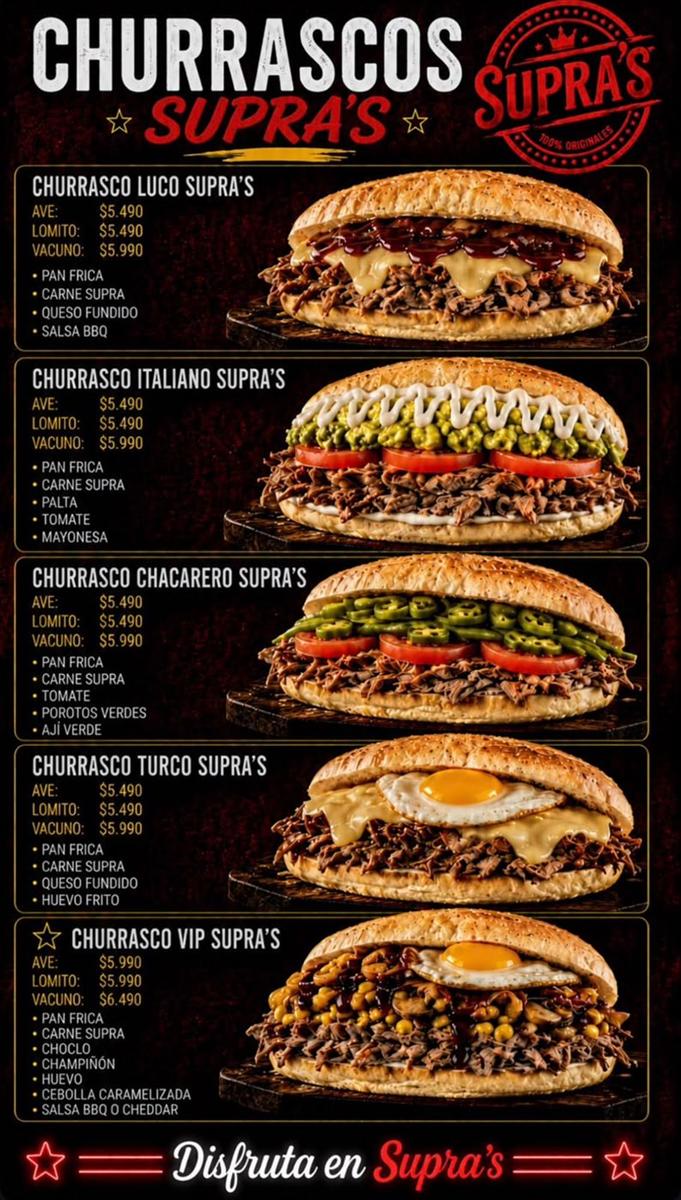 CHURRASCOS
SUPRA'S
SUPRA'S
100% ORIGINALES
CHURRASCO LUCO SUPRA'S
AVE: $5.490
LOMITO: $5.490
VACUNO: $5.990
• PAN FRICA
• CARNE SUPRA
• QUESO FUNDIDO
• SALSA BBQ
CHURRASCO ITALIANO SUPRA'S
AVE: $5.490
LOMITO: $5.490
VACUNO: $5.990
• PAN FRICA
• CARNE SUPRA
• PALTA
• TOMATE
• MAYONESA
CHURRASCO CHACARERO SUPRA'S
AVE: $5.490
LOMITO: $5.490
VACUNO: $5.990
• PAN FRICA
• CARNE SUPRA
• TOMATE
• POROTOS VERDES
• AJÍ VERDE
CHURRASCO TURCO SUPRA'S
AVE: $5.490
LOMITO: $5.490
VACUNO: $5.990
• PAN FRICA
• CARNE SUPRA
• QUESO FUNDIDO
• HUEVO FRITO
CHURRASCO VIP SUPRA'S
AVE: $5.990
LOMITO: $5.990
VACUNO: $6.490
• PAN FRICA
• CARNE SUPRA
• CHOCLO
• CHAMPIÑÓN
• HUEVO
• CEBOLLA CARAMELIZADA
• SALSA BBQ O CHEDDAR
Disfruta en Supra's